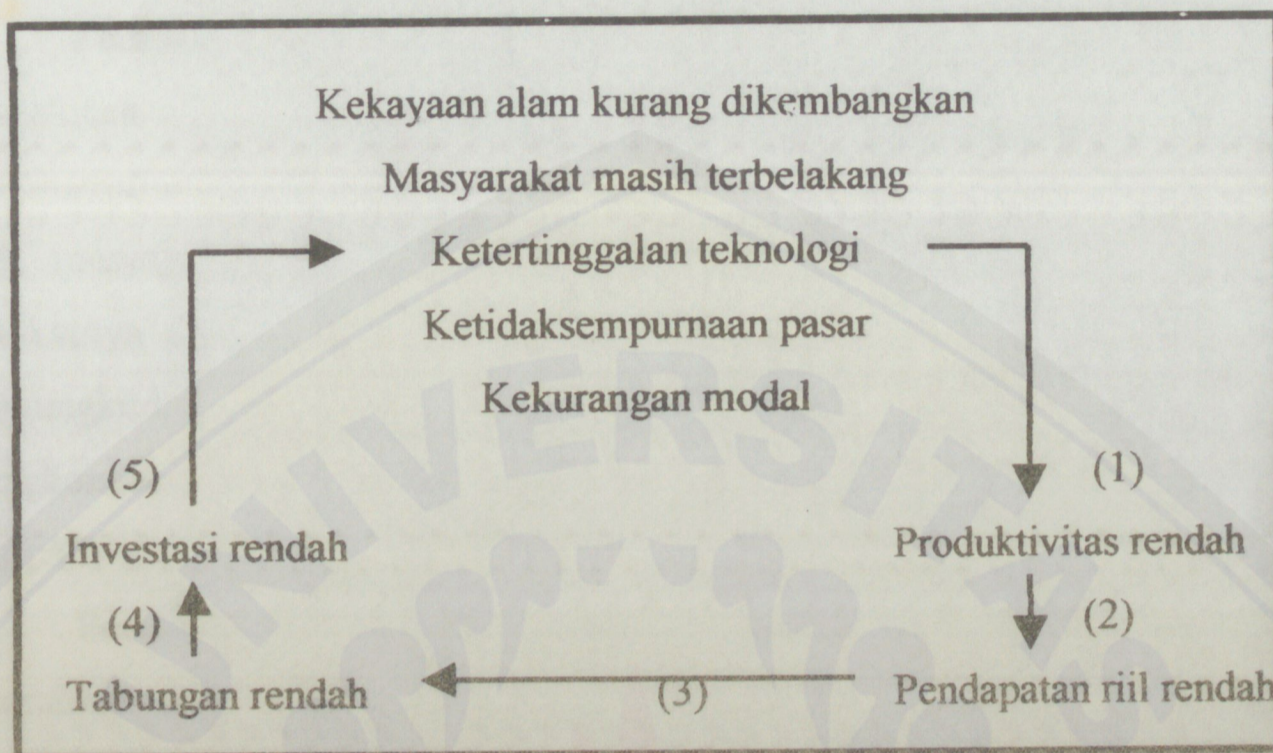 Kekayaan alam kurang dikembangkan
Masyarakat masih terbelakang
Ketertinggalan teknologi
Ketidaksempurnaan pasar
Kekurangan modal
(5)
(1)
Investasi rendah
Produktivitas rendah
(4)
(2)
Tabungan rendah
(3)
Pendapatan riil rendah
UNIVERSITAS